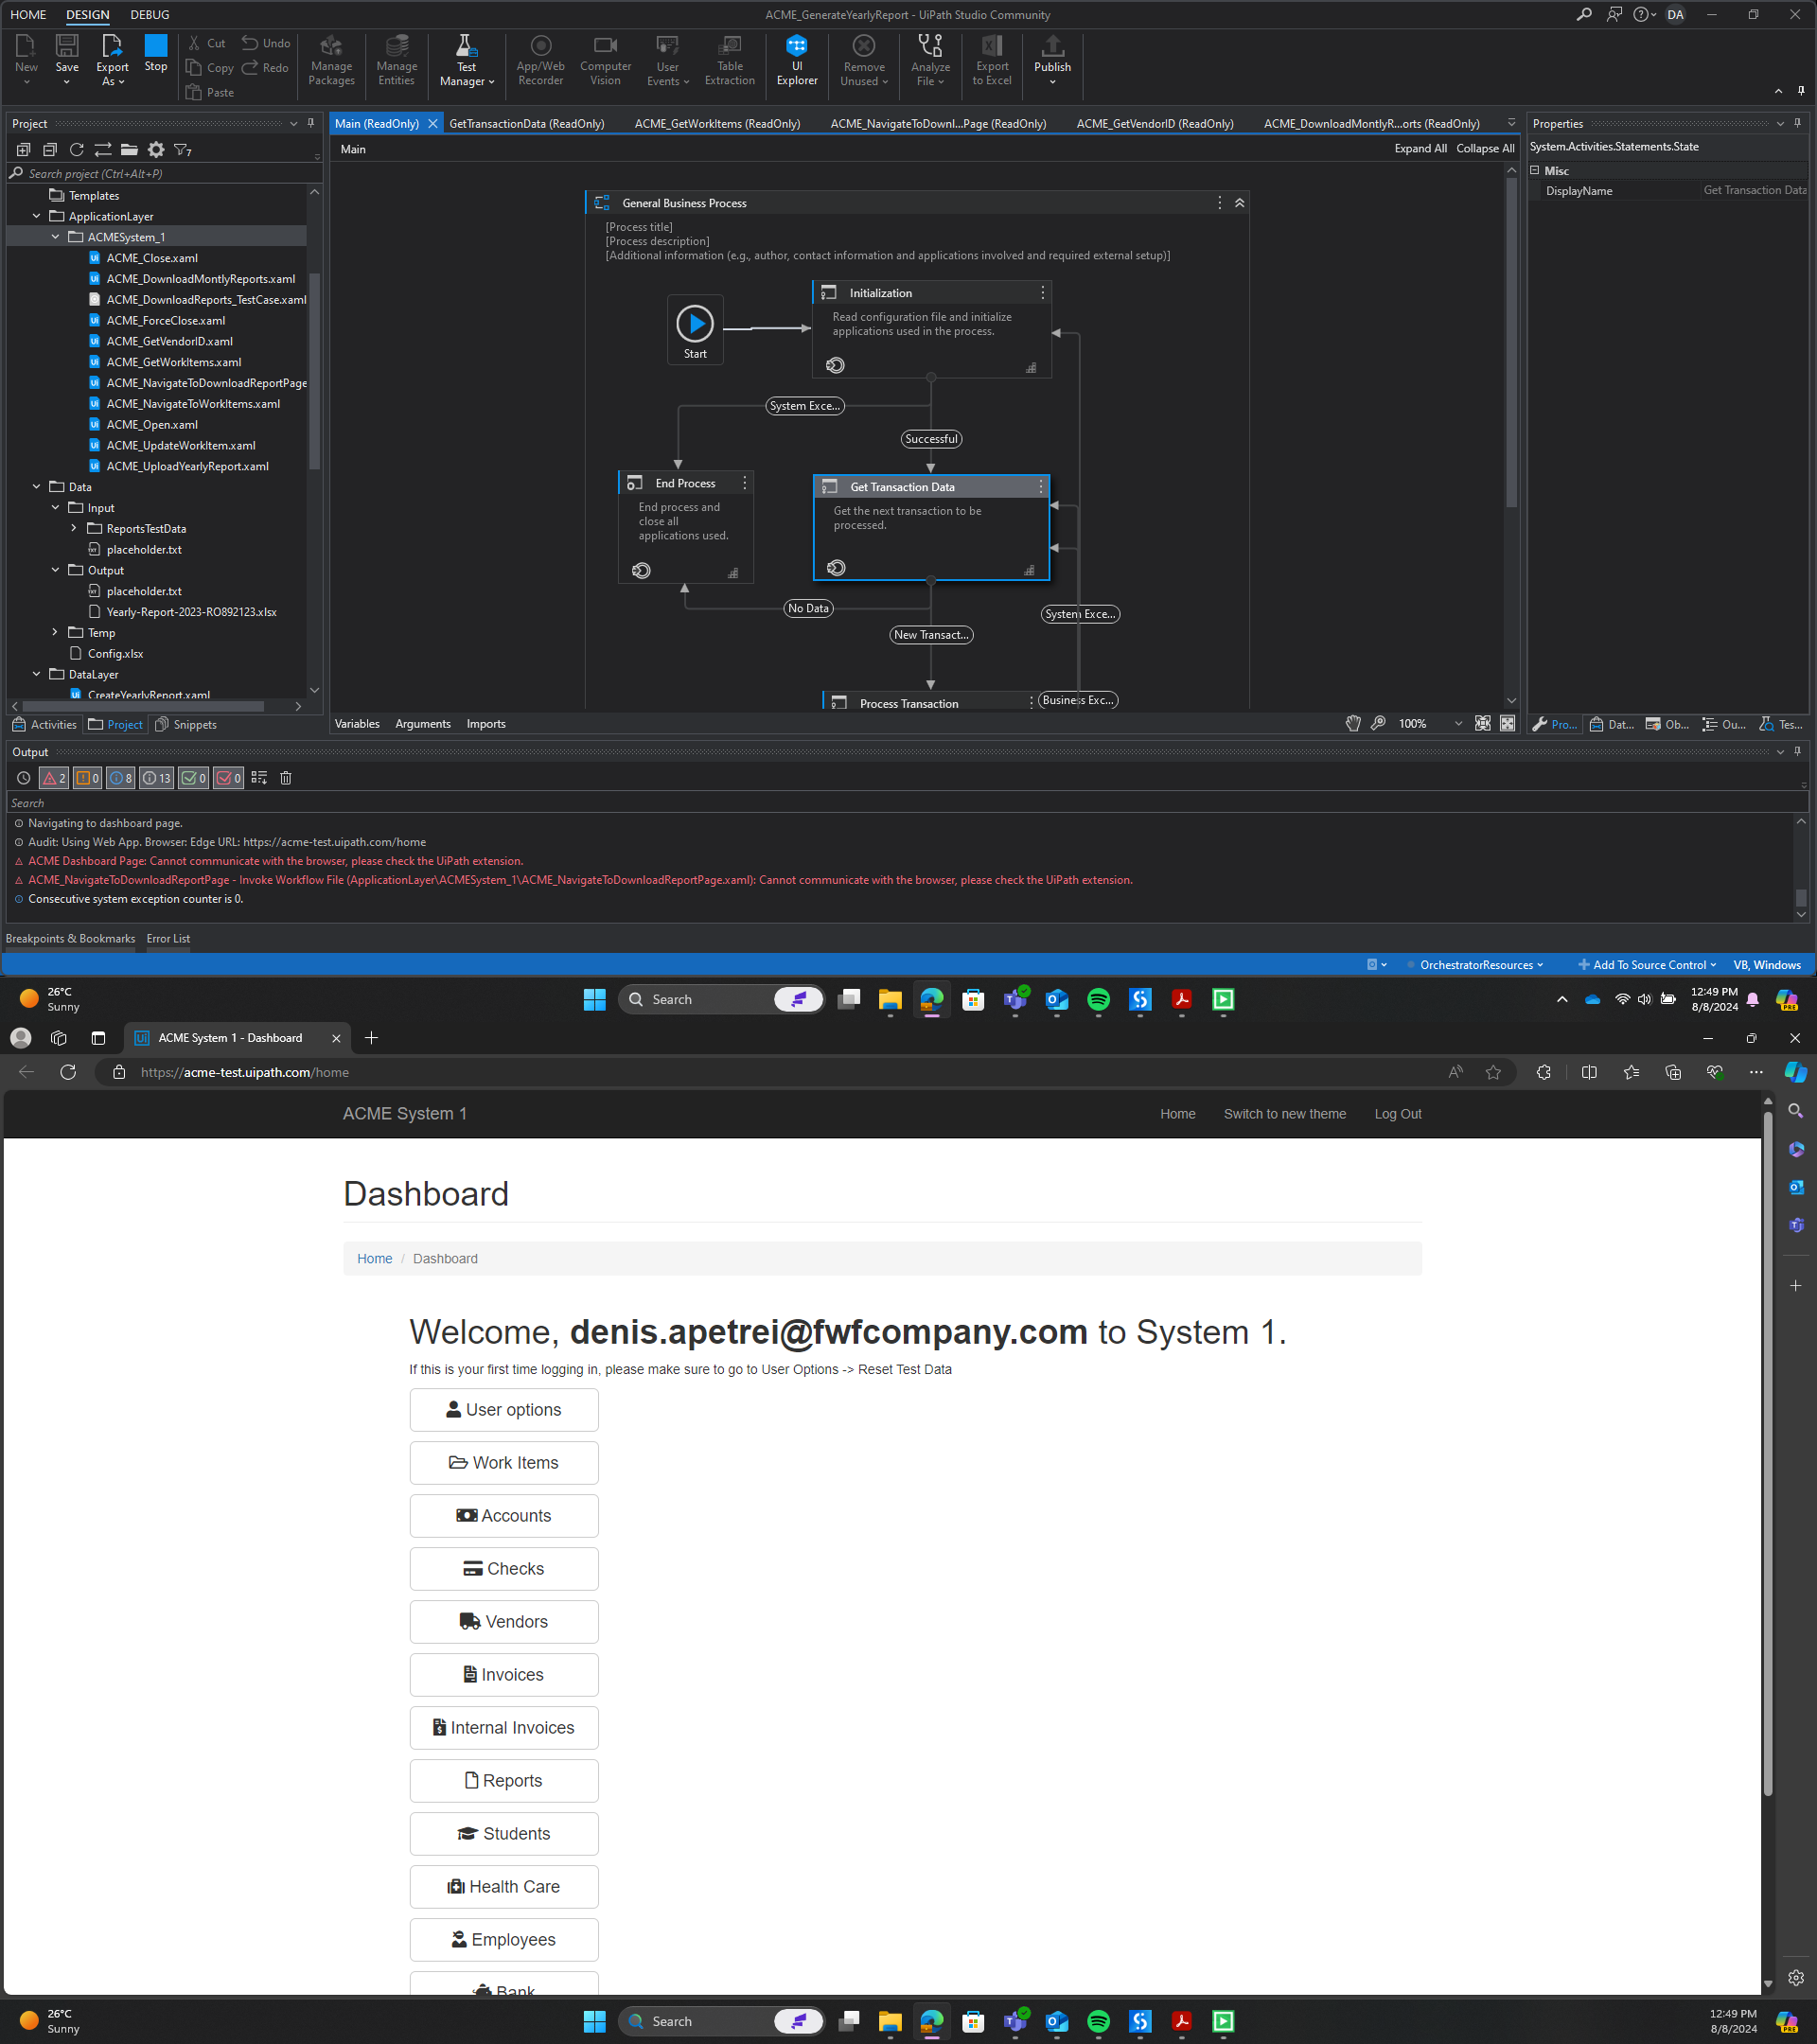 HOME DESIGN DEBUG
ACME_GenerateYearlyReport - UiPath Studio Community
DA
New
Save
Export As
Stop
Cut
Copy
Paste
Undo
Redo
Manage Packages
Manage Entities
Test Manager
App/Web Recorder
Computer Vision
User Events
Table Extraction
UI Explorer
Remove Unused
Analyze File
Export to Excel
Publish
Project
Search project (Ctrl+Alt+P)
Templates
ApplicationLayer
ACMESystem_1
ACME_Close.xaml
ACME_DownloadMontlyReports.xaml
ACME_DownloadReports_TestCase.xaml
ACME_ForceClose.xaml
ACME_GetVendorID.xaml
ACME_GetWorkItems.xaml
ACME_NavigateToDownloadReportPage
ACME_NavigateToWorkItems.xaml
ACME_Open.xaml
ACME_UpdateWorkItem.xaml
ACME_UploadYearlyReport.xaml
Data
Input
ReportsTestData
placeholder.txt
Output
placeholder.txt
Yearly-Report-2023-RO892123.xlsx
Temp
Config.xlsx
DataLayer
CreateYearlyReport.xaml
Activities Project Snippets
Main (ReadOnly) GetTransactionData (ReadOnly) ACME_GetWorkItems (ReadOnly) ACME_NavigateToDownl...Page (ReadOnly) ACME_GetVendorID (ReadOnly) ACME_DownloadMontlyR...orts (ReadOnly)
Main Expand All Collapse All
General Business Process
[Process title]
[Process description]
[Additional information (e.g., author, contact information and applications involved and required external setup)]
Start
Initialization
Read configuration file and initialize
applications used in the process.
System Exce...
Successful
End Process
End process and
close all
applications used.
Get Transaction Data
Get the next transaction to be
processed.
No Data
System Exce...
New Transact...
Business Exc...
Process Transaction
Variables Arguments Imports 100%
Properties
System.Activities.Statements.State
Misc
DisplayName Get Transaction Data
Pro... Dat... Ob... Ou... Tes...
Output
2 0 8 13 0 0
Search
Navigating to dashboard page.
Audit: Using Web App. Browser: Edge URL: https://acme-test.uipath.com/home
ACME Dashboard Page: Cannot communicate with the browser, please check the UiPath extension.
ACME_NavigateToDownloadReportPage - Invoke Workflow File (ApplicationLayer\ACMESystem_1\ACME_NavigateToDownloadReportPage.xaml): Cannot communicate with the browser, please check the UiPath extension.
Consecutive system exception counter is 0.
Breakpoints & Bookmarks Error List
OrchestratorResources Add To Source Control VB, Windows
26°C
Sunny
Search
12:49 PM
8/8/2024
PRE
ACME System 1 - Dashboard
https://acme-test.uipath.com/home
ACME System 1 Home Switch to new theme Log Out
Dashboard
Home / Dashboard
Welcome, denis.apetrei@fwfcompany.com to System 1.
If this is your first time logging in, please make sure to go to User Options -> Reset Test Data
User options
Work Items
Accounts
Checks
Vendors
Invoices
Internal Invoices
Reports
Students
Health Care
Employees
Bank
26°C
Sunny
Search
12:49 PM
8/8/2024
PRE